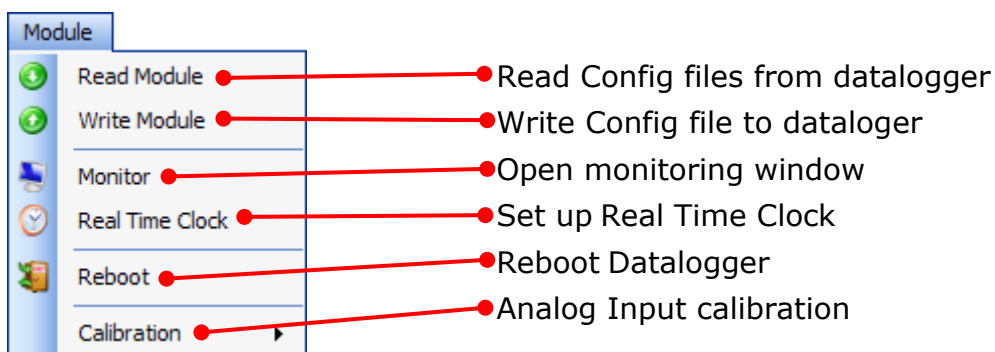 Module
Read Module Read Config files from datalogger
Write Module Write Config file to dataloger
Monitor Open monitoring window
Real Time Clock Set up Real Time Clock
Reboot Reboot Datalogger
Calibration Analog Input calibration